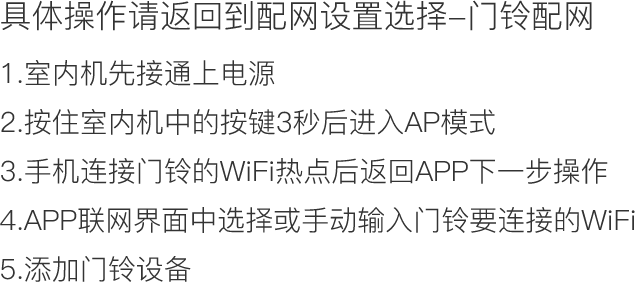 具体操作请返回到配网设置选择–门铃配网
1.室内机先接通上电源
2.按住室内机中的按键3秒后进入AP模式
3.手机连接门铃的WiFi热点后返回APP下一步操作
4.APP联网界面中选择或手动输入门铃要连接的WiFi
5.添加门铃设备